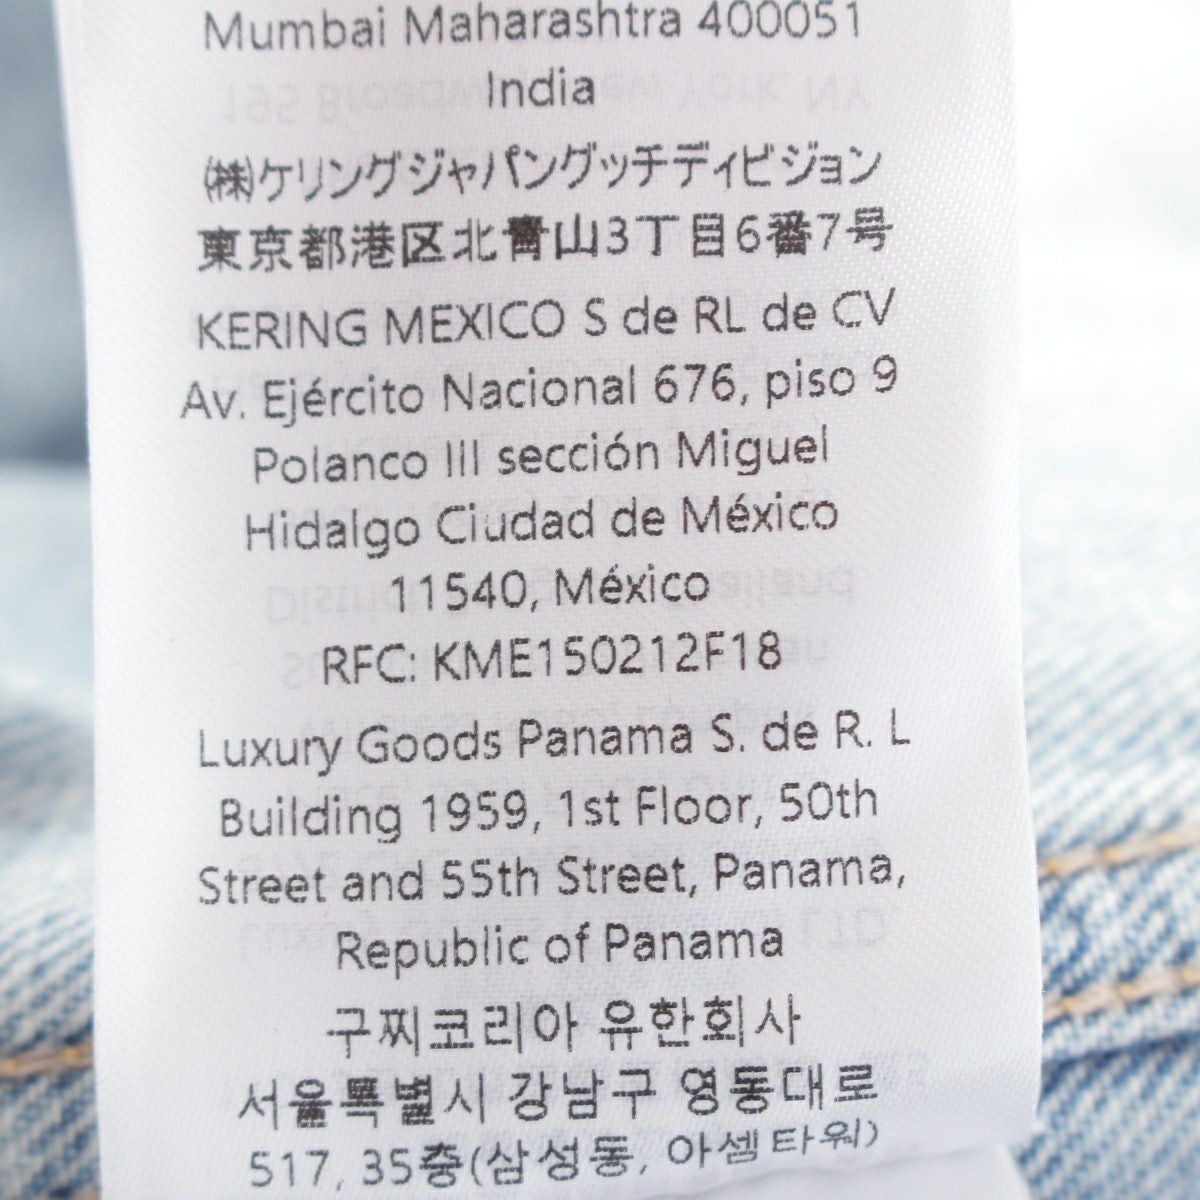 Mumbai Maharashtra 400051
India
㈱ケリングジャパングッチディビジョン
東京都港区北青山3丁目6番7号
KERING MEXICO S de RL de CV
Av. Ejército Nacional 676, piso 9
Polanco III sección Miguel
Hidalgo Ciudad de México
11540, México
RFC: KME150212F18
Luxury Goods Panama S. de R. L
Building 1959, 1st Floor, 50th
Street and 55th Street, Panama,
Republic of Panama
구찌코리아 유한회사
서울특별시 강남구 영동대로
517, 35층(삼성동, 아셈타워)